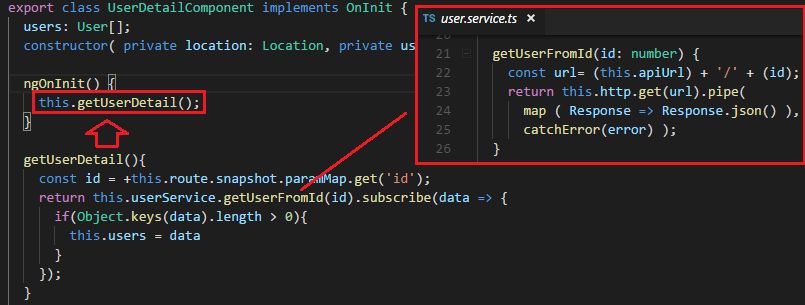 export class UserDetailComponent implements OnInit {
users: User[];
constructor( private location: Location, private us
ngOnInit() {
this.getUserDetail();
}
getUserDetail(){
const id = +this.route.snapshot.paramMap.get('id');
return this.userService.getUserFromId(id).subscribe(data => {
if(Object.keys(data).length > 0){
this.users = data
}
});
}
TS user.service.ts ×
20
21 getUserFromId(id: number) {
22 const url= (this.apiUrl) + '/' + (id);
23 return this.http.get(url).pipe(
24 map ( Response => Response.json() ),
25 catchError(error) );
26 }